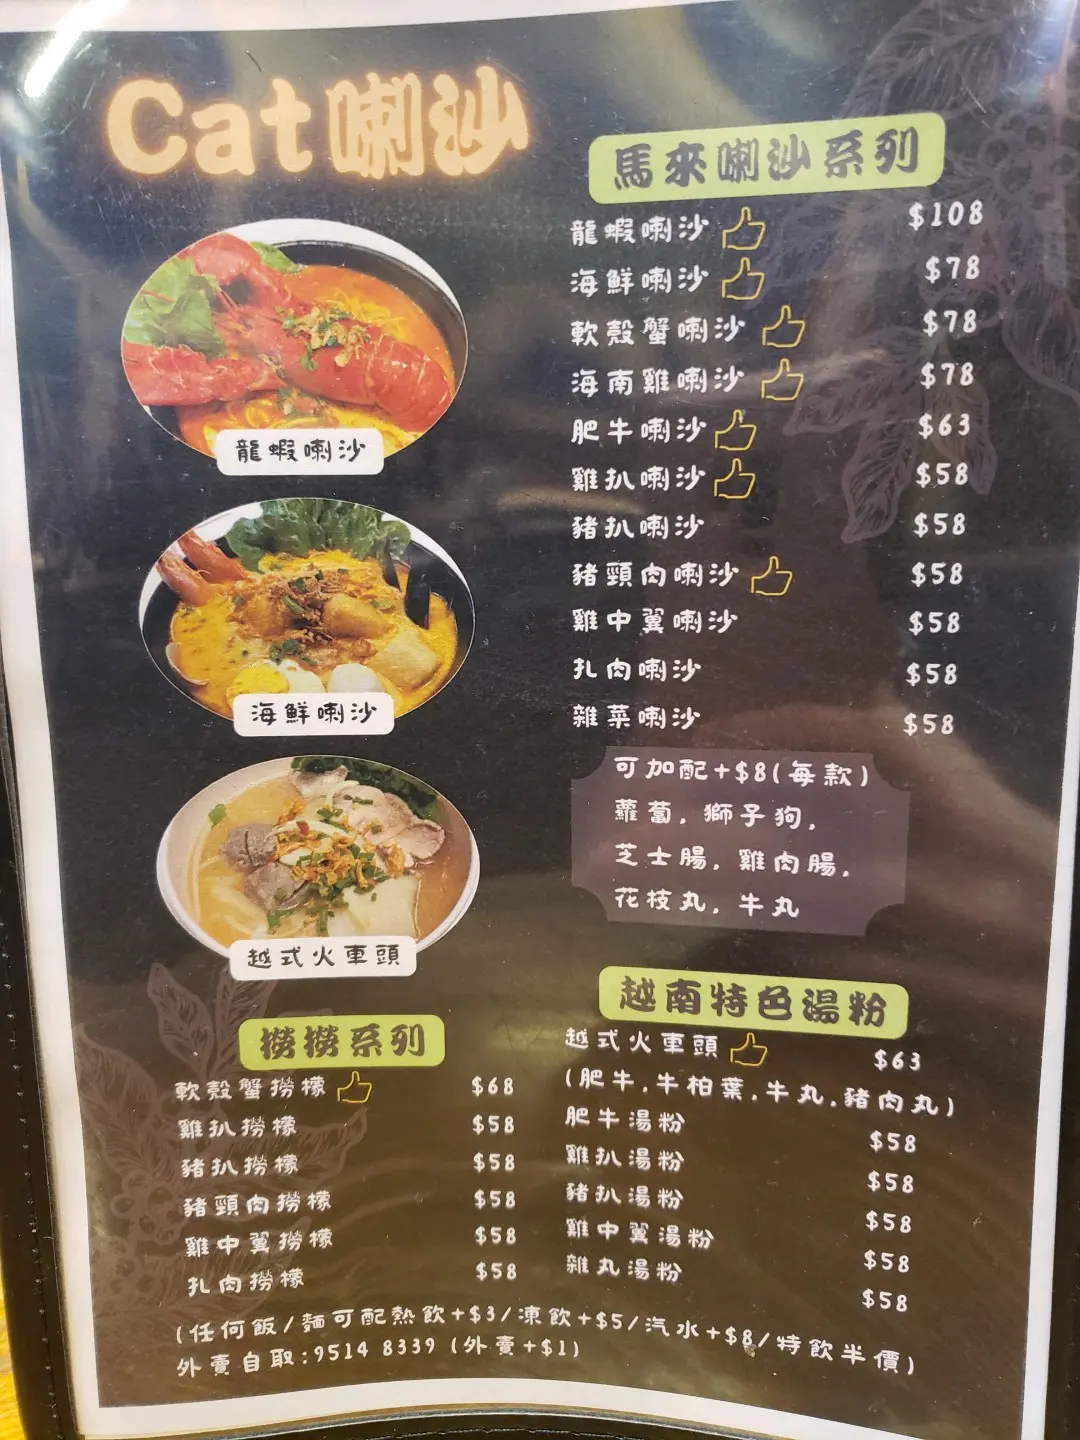 Cat喇沙
馬來喇沙系列
龍蝦喇沙 $108
海鮮喇沙 $78
軟殼蟹喇沙 $78
海南雞喇沙 $78
肥牛喇沙 $63
雞扒喇沙 $58
豬扒喇沙 $58
豬頸肉喇沙 $58
雞中翼喇沙 $58
扎肉喇沙 $58
雜菜喇沙 $58
可加配+$8(每款)
蘿蔔，獅子狗，
芝士腸，雞肉腸，
花枝丸，牛丸
龍蝦喇沙
海鮮喇沙
越式火車頭
撈撈系列
軟殼蟹撈檬 $68
雞扒撈檬 $58
豬扒撈檬 $58
豬頸肉撈檬 $58
雞中翼撈檬 $58
扎肉撈檬 $58
越南特色湯粉
越式火車頭 $63
(肥牛，牛柏葉，牛丸，豬肉丸)
肥牛湯粉 $58
雞扒湯粉 $58
豬扒湯粉 $58
雞中翼湯粉 $58
雜丸湯粉 $58
(任何飯/麵可配熱飲+$3/凍飲+$5/汽水+$8/特飲半價)
外賣自取:9514 8339 (外賣+$1)